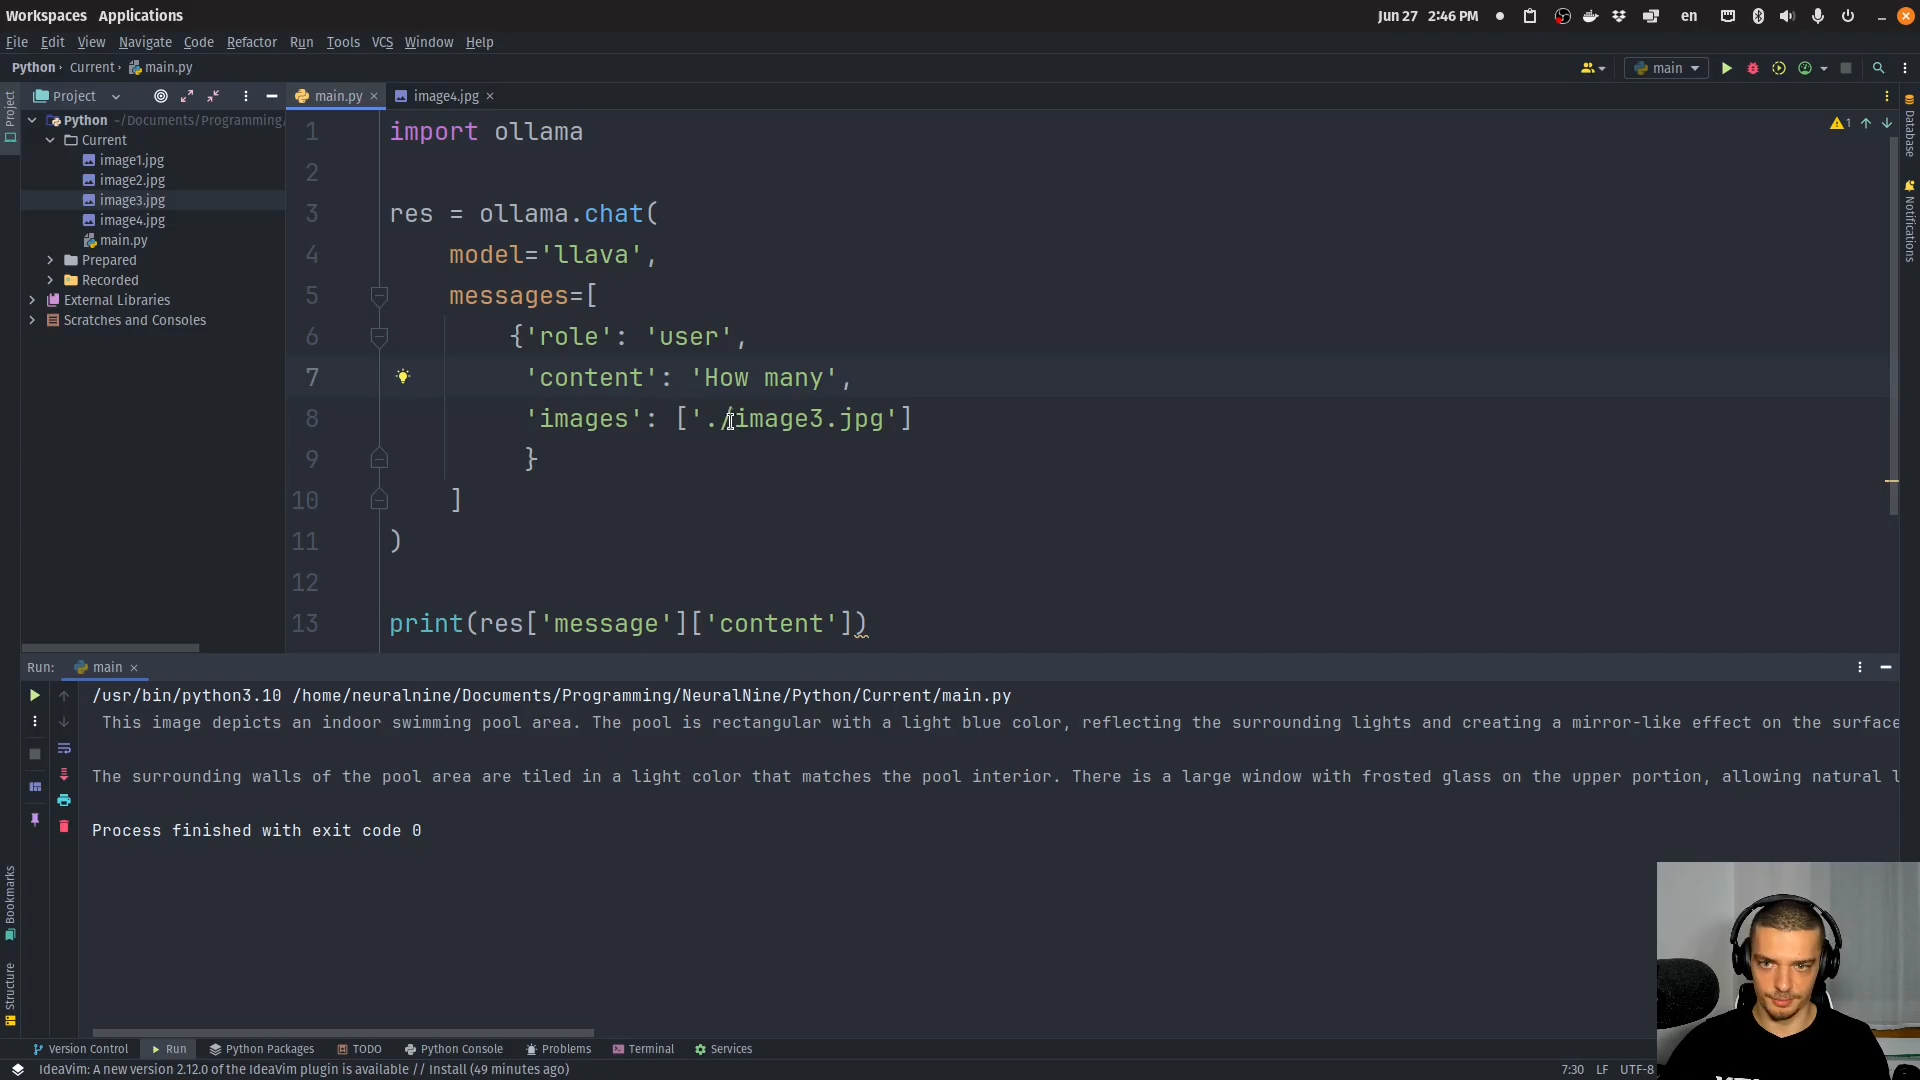 Workspaces Applications
Jun 27 2:46 PM
en
File Edit View Navigate Code Refactor Run Tools VCS Window Help
Python Current main.py
main
Project
main.py
image4.jpg
Project
Python ~/Documents/Programming/
Current
image1.jpg
image2.jpg
image3.jpg
image4.jpg
main.py
Prepared
Recorded
External Libraries
Scratches and Consoles
1 import ollama
2
3 res = ollama.chat(
4 model='llava',
5 messages=[
6 {'role': 'user',
7 'content': 'How many',
8 'images': ['./image3.jpg']
9 }
10 ]
11 )
12
13 print(res['message']['content'])
1
Database
Notifications
Run: main
/usr/bin/python3.10 /home/neuralnine/Documents/Programming/NeuralNine/Python/Current/main.py
This image depicts an indoor swimming pool area. The pool is rectangular with a light blue color, reflecting the surrounding lights and creating a mirror-like effect on the surface
The surrounding walls of the pool area are tiled in a light color that matches the pool interior. There is a large window with frosted glass on the upper portion, allowing natural l
Process finished with exit code 0
Bookmarks
Structure
Version Control Run Python Packages TODO Python Console Problems Terminal Services
IdeaVim: A new version 2.12.0 of the IdeaVim plugin is available // Install (49 minutes ago)
7:30 LF UTF-8